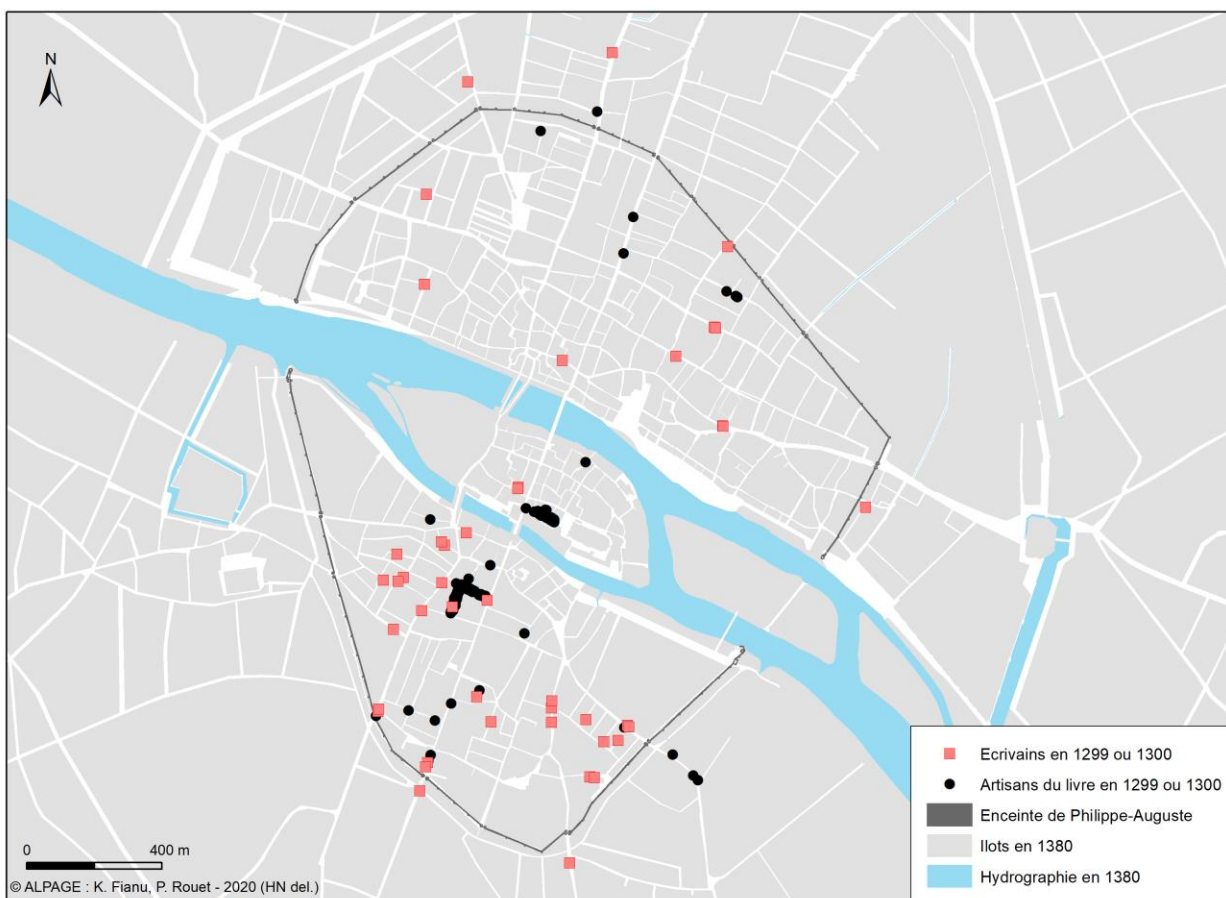 N
Ecrivains en 1299 ou 1300
Artisans du livre en 1299 ou 1300
Enceinte de Philippe-Auguste
Ilots en 1380
Hydrographie en 1380
0 400 m
© ALPAGE : K. Fianu, P. Rouet - 2020 (HN del.)